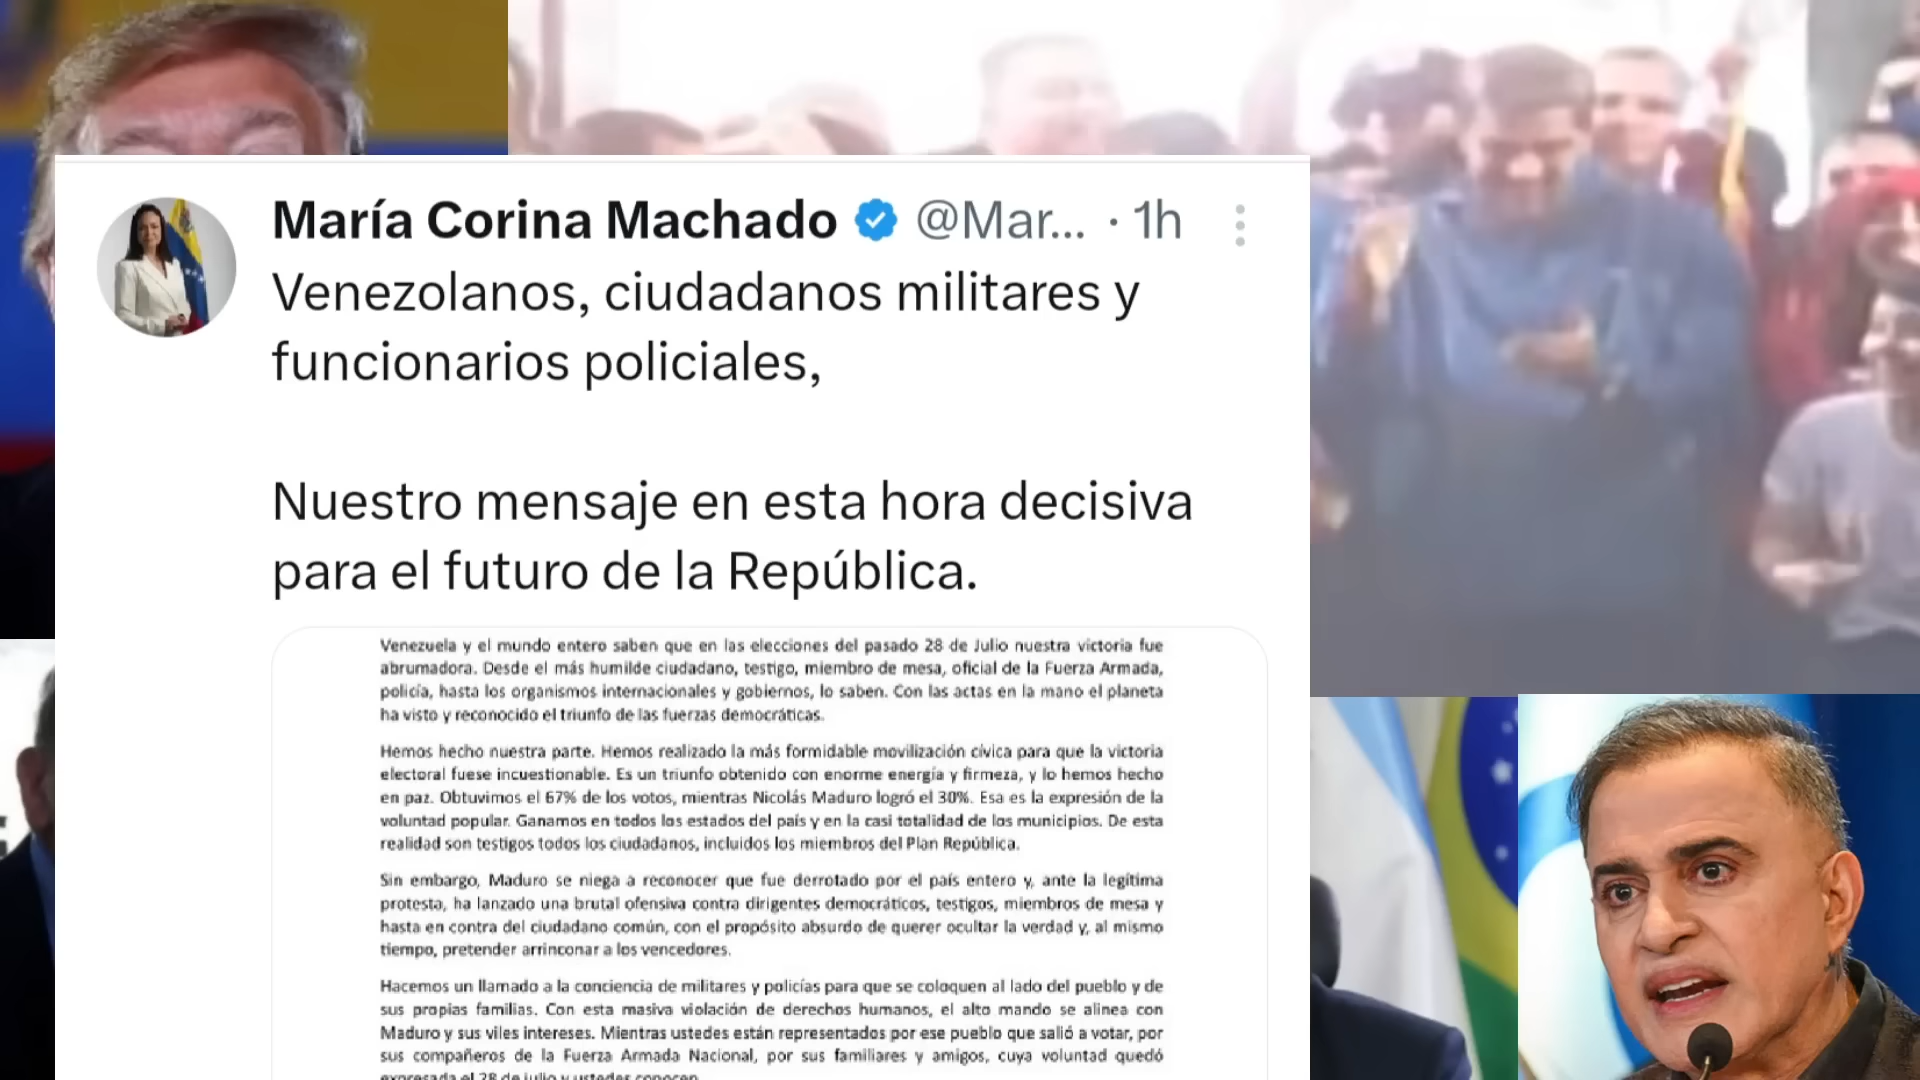 María Corina Machado @Mar... · 1h
Venezolanos, ciudadanos militares y
funcionarios policiales,
Nuestro mensaje en esta hora decisiva
para el futuro de la República.
Venezuela y el mundo entero saben que en las elecciones del pasado 28 de Julio nuestra victoria fue
abrumadora. Desde el más humilde ciudadano, testigo, miembro de mesa, oficial de la Fuerza Armada,
policía, hasta los organismos internacionales y gobiernos, lo saben. Con las actas en la mano el planeta
ha visto y reconocido el triunfo de las fuerzas democráticas.
Hemos hecho nuestra parte. Hemos realizado la más formidable movilización cívica para que la victoria
electoral fuese incuestionable. Es un triunfo obtenido con enorme energía y firmeza, y lo hemos hecho
en paz. Obtuvimos el 67% de los votos, mientras Nicolás Maduro logró el 30%. Esa es la expresión de la
voluntad popular. Ganamos en todos los estados del país y en la casi totalidad de los municipios. De esta
realidad son testigos todos los ciudadanos, incluidos los miembros del Plan República.
Sin embargo, Maduro se niega a reconocer que fue derrotado por el país entero y, ante la legítima
protesta, ha lanzado una brutal ofensiva contra dirigentes democráticos, testigos, miembros de mesa y
hasta en contra del ciudadano común, con el propósito absurdo de querer ocultar la verdad y, al mismo
tiempo, pretender arrinconar a los vencedores.
Hacemos un llamado a la conciencia de militares y policías para que se coloquen al lado del pueblo y de
sus propias familias. Con esta masiva violación de derechos humanos, el alto mando se alinea con
Maduro y sus viles intereses. Mientras ustedes están representados por ese pueblo que salió a votar, por
sus compañeros de la Fuerza Armada Nacional, por sus familiares y amigos, cuya voluntad quedó
expresada el 28 de julio y ustedes conocen.